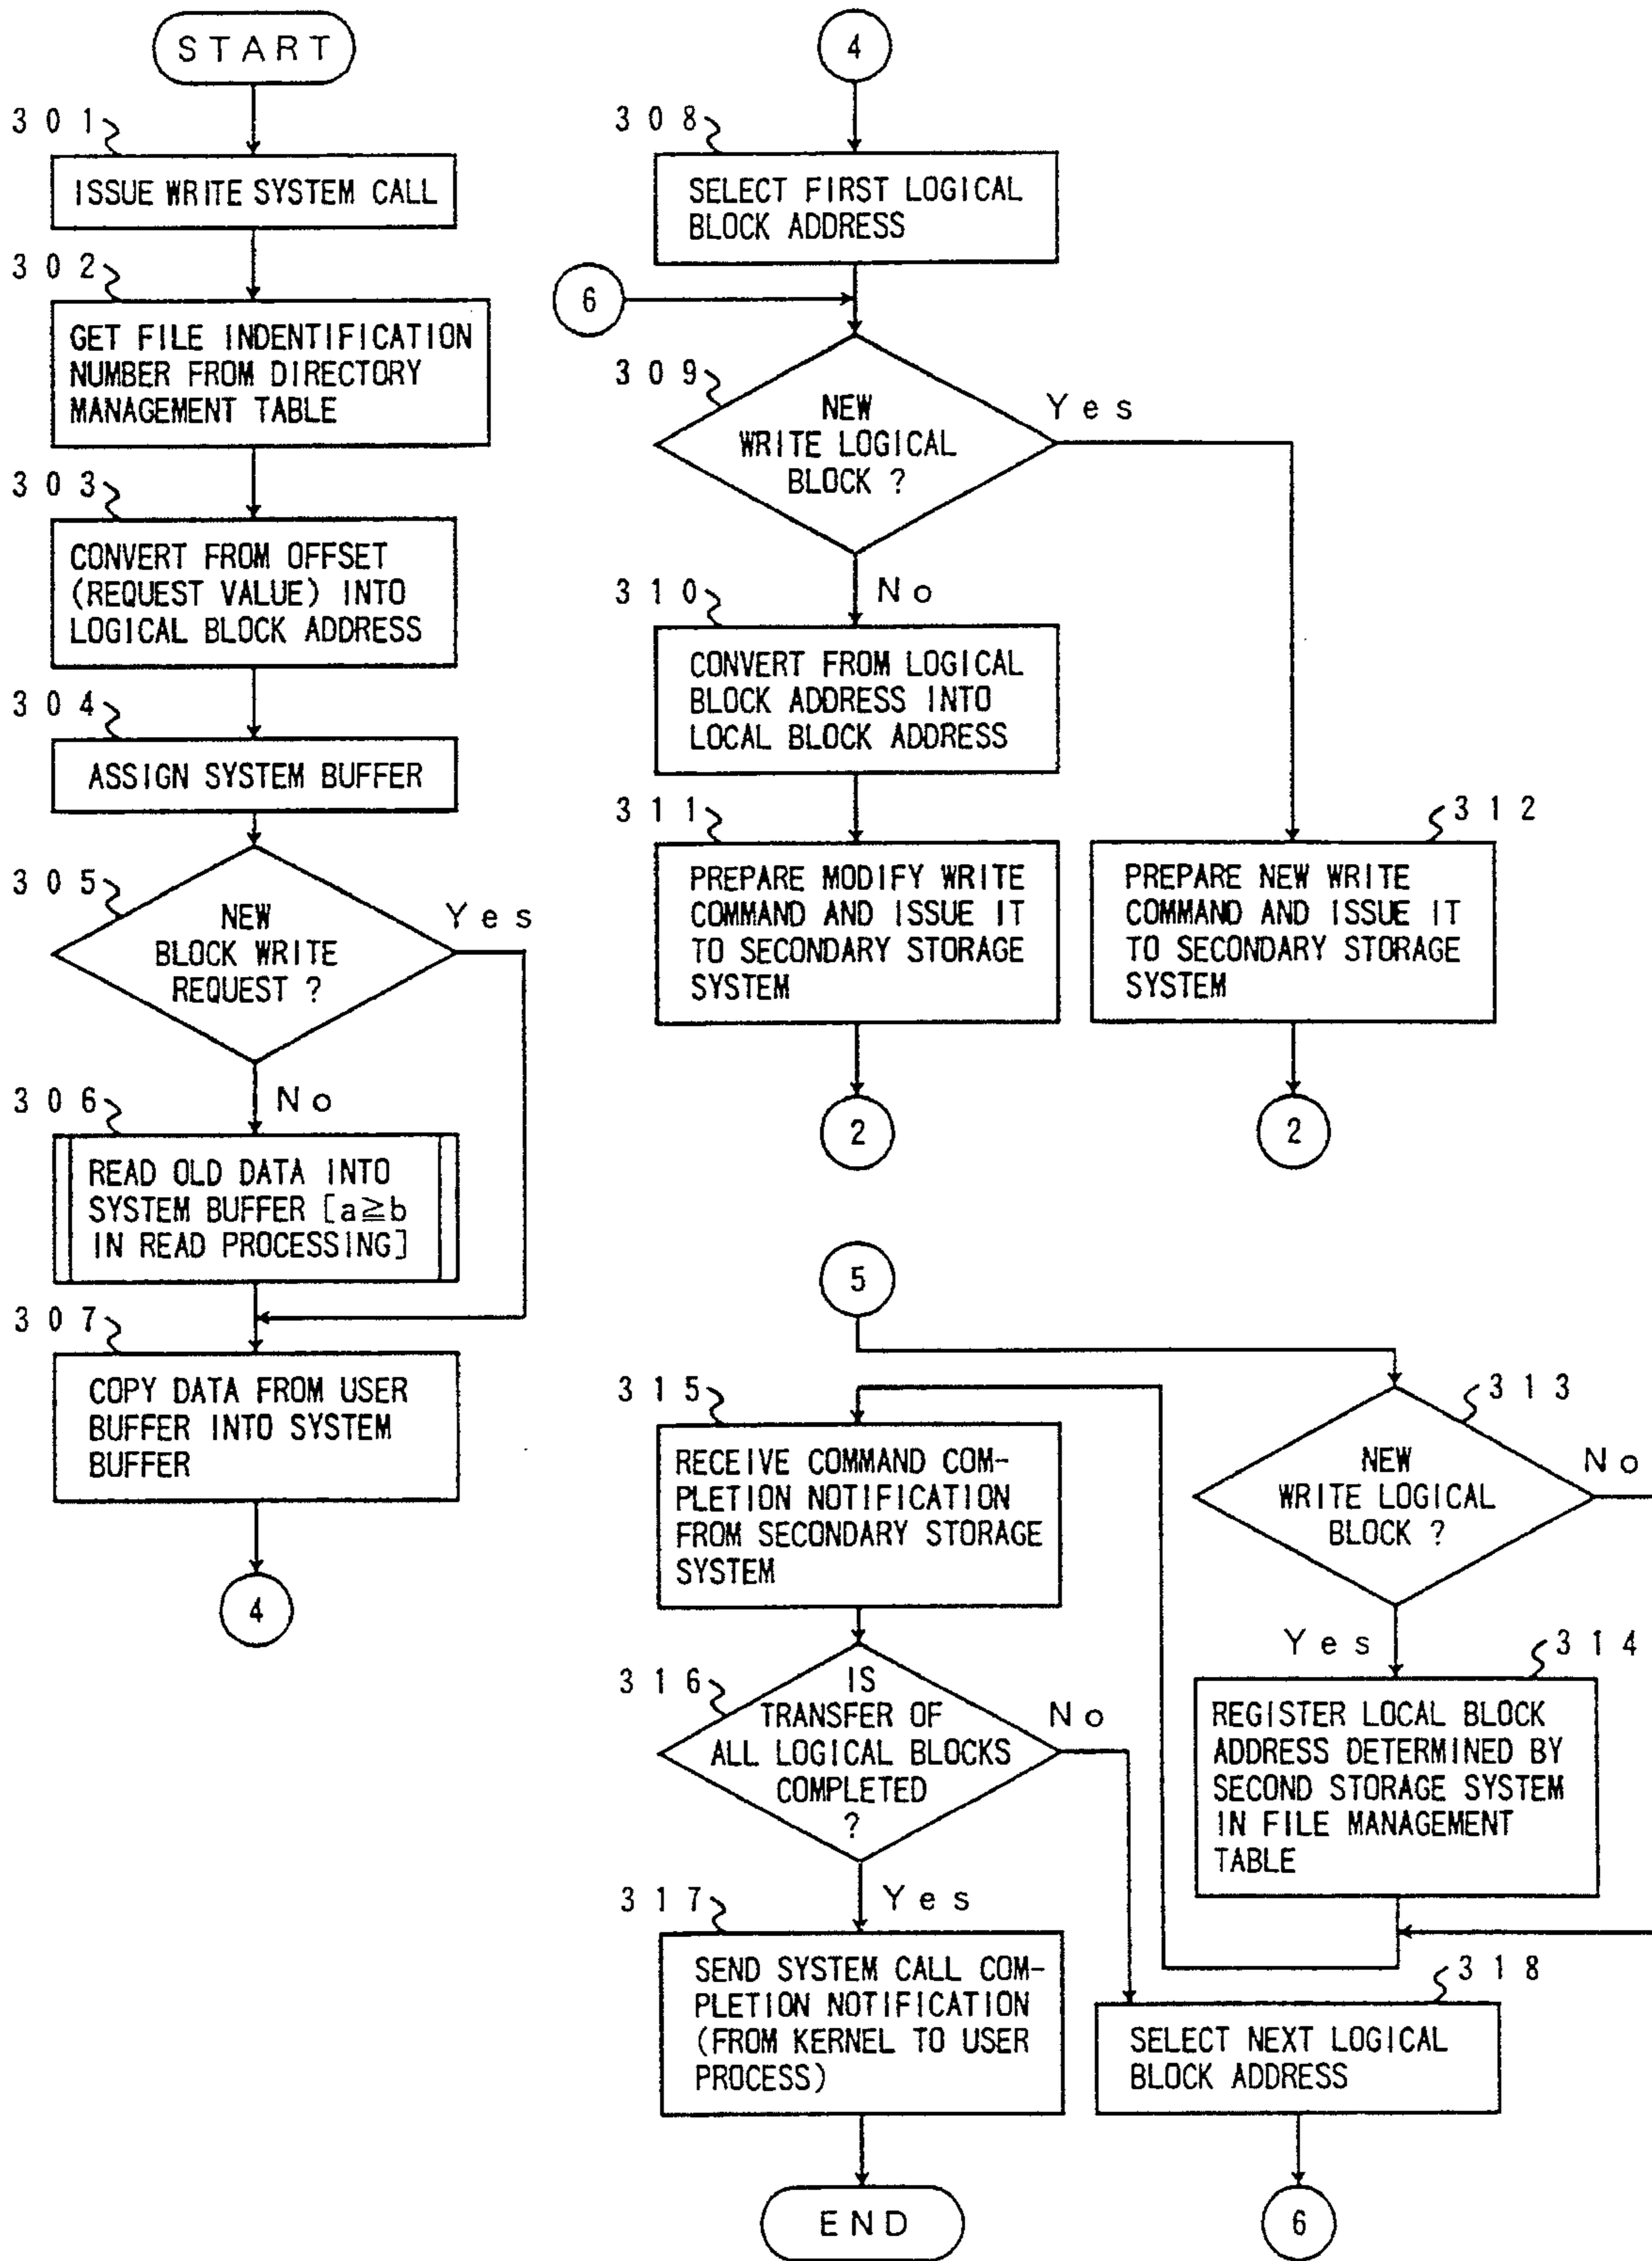 START
301
ISSUE WRITE SYSTEM CALL
302
GET FILE INDENTIFICATION
NUMBER FROM DIRECTORY
MANAGEMENT TABLE
303
CONVERT FROM OFFSET
(REQUEST VALUE) INTO
LOGICAL BLOCK ADDRESS
304
ASSIGN SYSTEM BUFFER
305
NEW
BLOCK WRITE
REQUEST ?
Yes
No
306
READ OLD DATA INTO
SYSTEM BUFFER [a≧b
IN READ PROCESSING]
307
COPY DATA FROM USER
BUFFER INTO SYSTEM
BUFFER
4
4
308
SELECT FIRST LOGICAL
BLOCK ADDRESS
6
309
NEW
WRITE LOGICAL
BLOCK ?
Yes
No
310
CONVERT FROM LOGICAL
BLOCK ADDRESS INTO
LOCAL BLOCK ADDRESS
311
PREPARE MODIFY WRITE
COMMAND AND ISSUE IT
TO SECONDARY STORAGE
SYSTEM
2
312
PREPARE NEW WRITE
COMMAND AND ISSUE IT
TO SECONDARY STORAGE
SYSTEM
2
5
313
NEW
WRITE LOGICAL
BLOCK ?
No
Yes
314
REGISTER LOCAL BLOCK
ADDRESS DETERMINED BY
SECOND STORAGE SYSTEM
IN FILE MANAGEMENT
TABLE
315
RECEIVE COMMAND COM-
PLETION NOTIFICATION
FROM SECONDARY STORAGE
SYSTEM
316
IS
TRANSFER OF
ALL LOGICAL BLOCKS
COMPLETED
?
No
Yes
317
SEND SYSTEM CALL COM-
PLETION NOTIFICATION
(FROM KERNEL TO USER
PROCESS)
END
318
SELECT NEXT LOGICAL
BLOCK ADDRESS
6